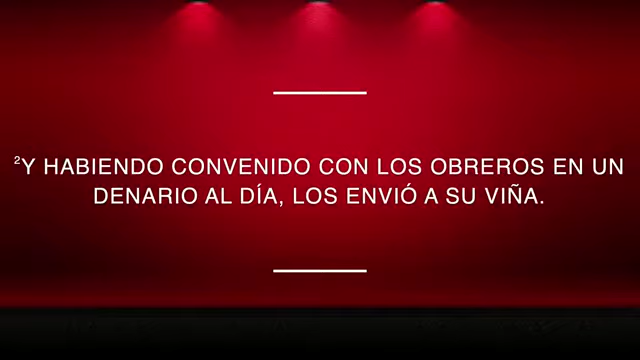 ²Y HABIENDO CONVENIDO CON LOS OBREROS EN UN
DENARIO AL DÍA, LOS ENVIÓ A SU VIÑA.